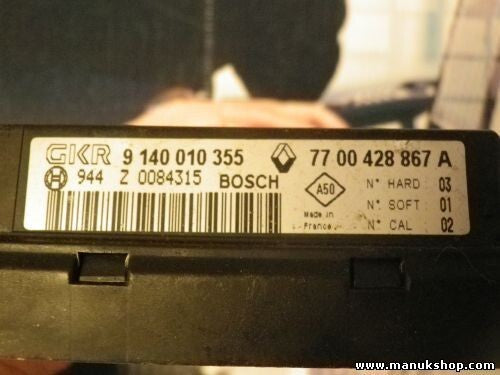 GKR 9 140 010 355 77 00 428 867 A
944 Z 0084315 BOSCH A50 N° HARD 03
N° SOFT 01
Made in N° CAL 02
France
www.manukshop.com